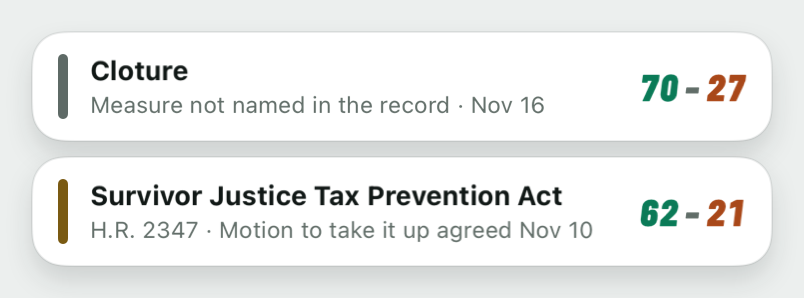 Cloture
Measure not named in the record · Nov 16
70 – 27
Survivor Justice Tax Prevention Act
H.R. 2347 · Motion to take it up agreed Nov 10
62 – 21